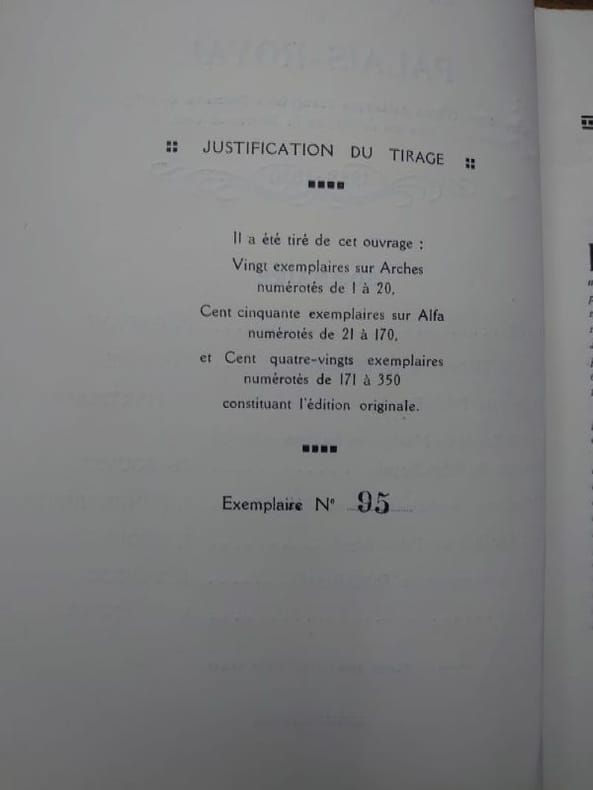 JUSTIFICATION DU TIRAGE
Il a été tiré de cet ouvrage :
Vingt exemplaires sur Arches
numérotés de 1 à 20,
Cent cinquante exemplaires sur Alfa
numérotés de 21 à 170,
et Cent quatre-vingts exemplaires
numérotés de 171 à 350
constituant l'édition originale.
Exemplaire N° 95